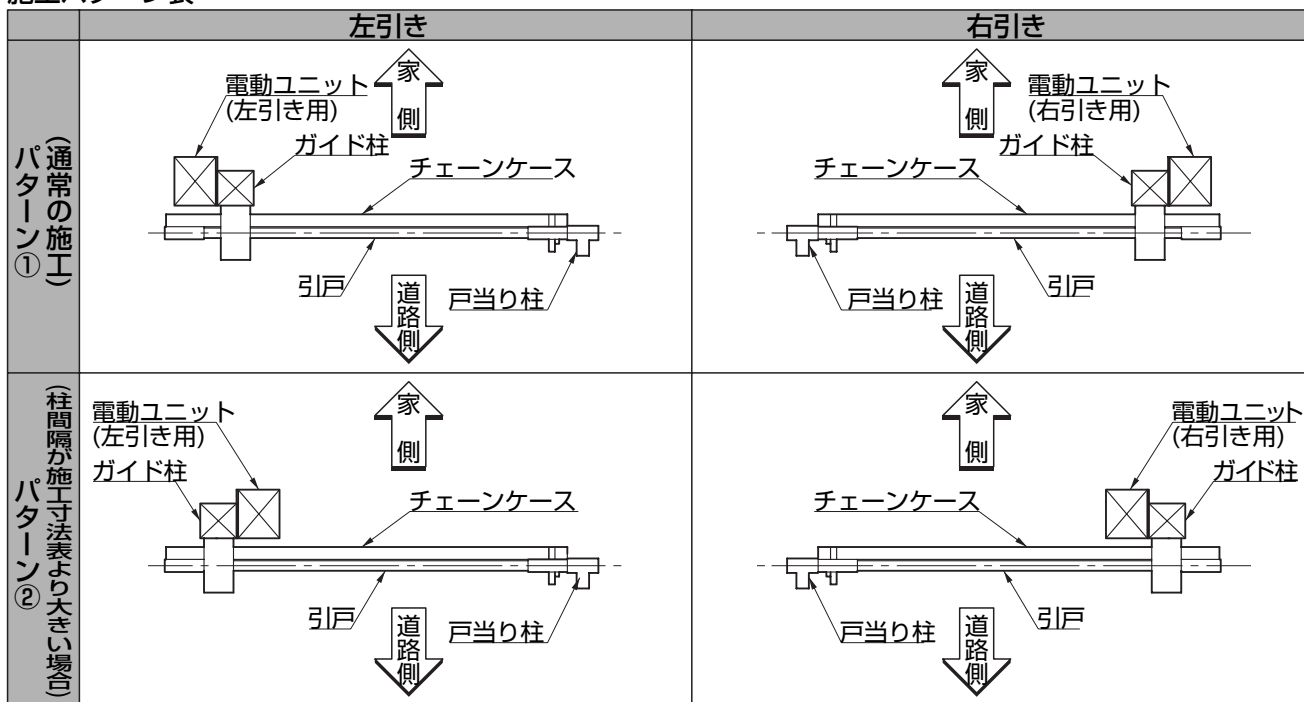 左引き
右引き
パターン①
(通常の施工)
電動ユニット
(左引き用)
ガイド柱
家側
チェーンケース
引戸
戸当り柱
道路側
家側
電動ユニット
(右引き用)
ガイド柱
チェーンケース
戸当り柱
引戸
道路側
パターン②
(柱間隔が施工寸法表より大きい場合)
電動ユニット
(左引き用)
ガイド柱
家側
チェーンケース
引戸
戸当り柱
道路側
家側
電動ユニット
(右引き用)
ガイド柱
チェーンケース
戸当り柱
引戸
道路側